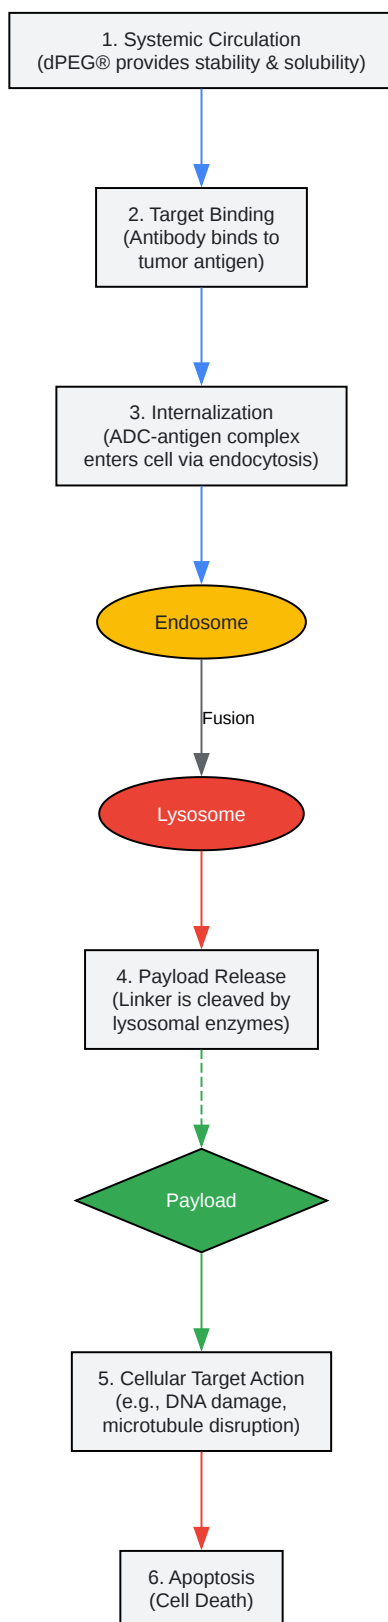 1. Systemic Circulation
(dPEG® provides stability & solubility)
2. Target Binding
(Antibody binds to
tumor antigen)
3. Internalization
(ADC-antigen complex
enters cell via endocytosis)
Endosome
Fusion
Lysosome
4. Payload Release
(Linker is cleaved by
lysosomal enzymes)
Payload
5. Cellular Target Action
(e.g., DNA damage,
microtubule disruption)
6. Apoptosis
(Cell Death)